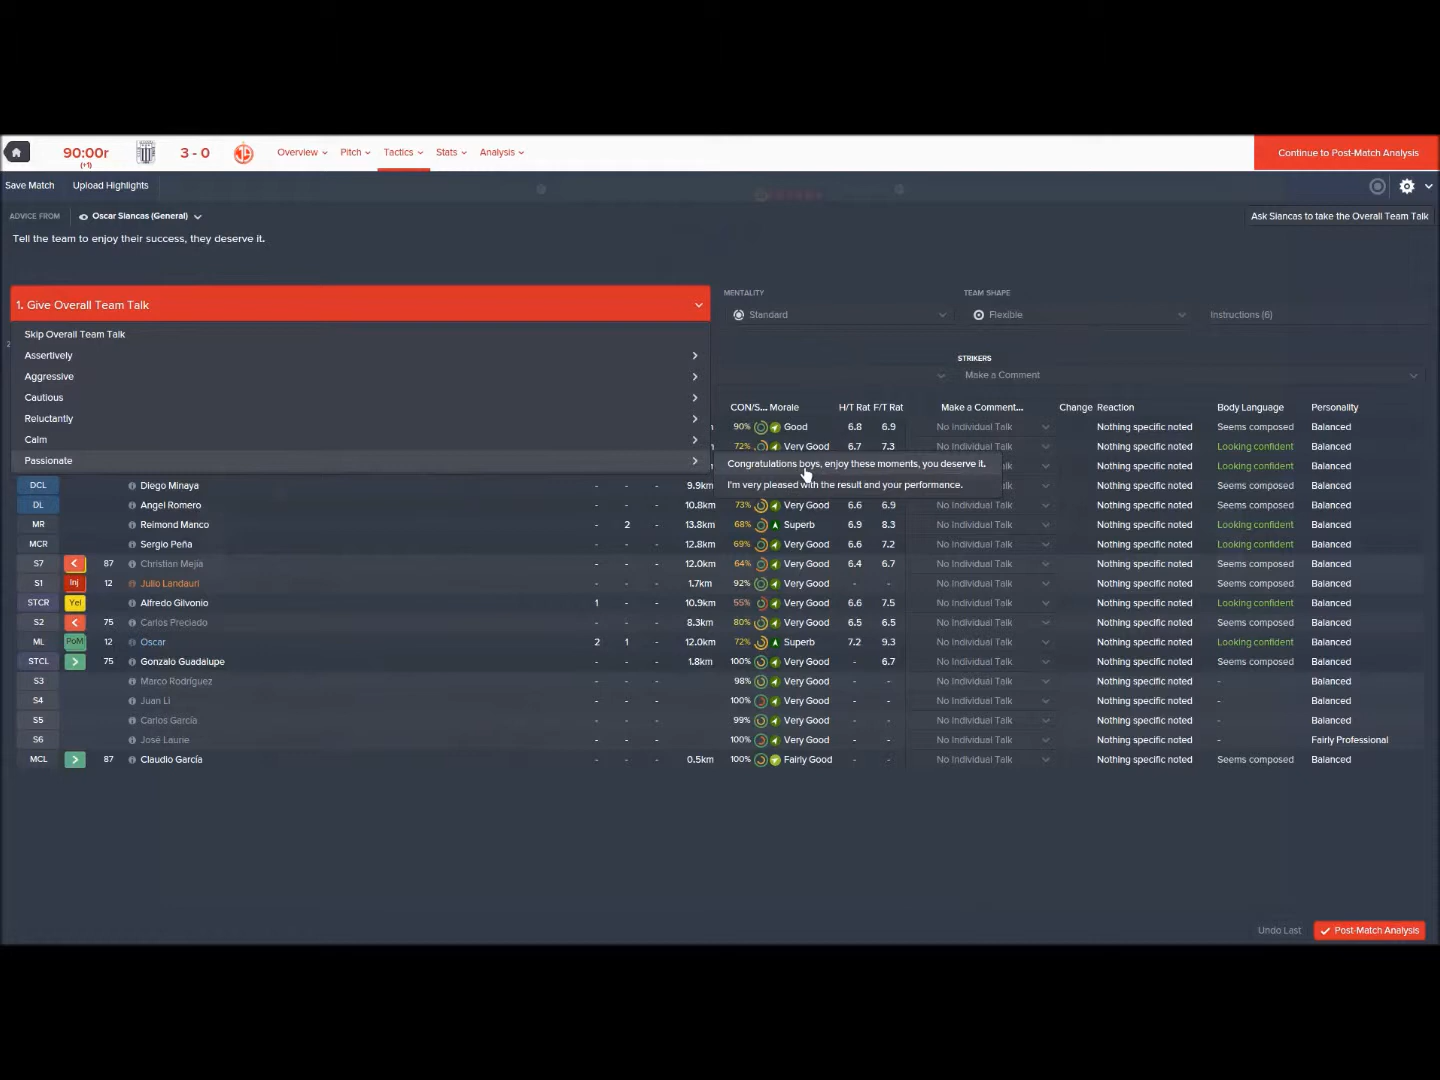 90:00r
(+1)
3 - 0
Overview
Pitch
Tactics
Stats
Analysis
Continue to Post-Match Analysis
Save Match
Upload Highlights
ADVICE FROM
Oscar Siancas (General)
Ask Siancas to take the Overall Team Talk
Tell the team to enjoy their success, they deserve it.
1. Give Overall Team Talk
MENTALITY
TEAM SHAPE
Standard
Flexible
Instructions (6)
Skip Overall Team Talk
Assertively
Aggressive
Cautious
Reluctantly
Calm
Passionate
STRIKERS
Make a Comment
CON/S... Morale H/T Rat F/T Rat Make a Comment... Change Reaction Body Language Personality
90% Good 6.8 6.9 No Individual Talk Nothing specific noted Seems composed Balanced
72% Very Good 6.7 7.3 No Individual Talk Nothing specific noted Looking confident Balanced
Congratulations boys, enjoy these moments, you deserve it. Nothing specific noted Looking confident Balanced
I'm very pleased with the result and your performance.
DCL Diego Minaya - - - 9.9km Nothing specific noted Seems composed Balanced
DL Angel Romero - - - 10.8km 73% Very Good 6.6 6.9 No Individual Talk Nothing specific noted Seems composed Balanced
MR Reimond Manco - 2 - 13.8km 68% Superb 6.9 8.3 No Individual Talk Nothing specific noted Looking confident Balanced
MCR Sergio Peña - - - 12.8km 69% Very Good 6.6 7.2 No Individual Talk Nothing specific noted Looking confident Balanced
S7 87 Christian Mejía - - - 12.0km 64% Very Good 6.4 6.7 No Individual Talk Nothing specific noted Seems composed Balanced
S1 Inj 12 Julio Landauri - - - 1.7km 92% Very Good - - No Individual Talk Nothing specific noted Seems composed Balanced
STCR Yel Alfredo Gilvonio 1 - - 10.9km 55% Very Good 6.6 7.5 No Individual Talk Nothing specific noted Looking confident Balanced
S2 75 Carlos Preciado - - - 8.3km 80% Very Good 6.5 6.5 No Individual Talk Nothing specific noted Seems composed Balanced
ML PoM 12 Oscar 2 1 - 12.0km 72% Superb 7.2 9.3 No Individual Talk Nothing specific noted Looking confident Balanced
STCL 75 Gonzalo Guadalupe - - - 1.8km 100% Very Good - 6.7 No Individual Talk Nothing specific noted Seems composed Balanced
S3 Marco Rodríguez - - - 98% Very Good - - No Individual Talk Nothing specific noted - Balanced
S4 Juan Li - - - 100% Very Good - - No Individual Talk Nothing specific noted - Balanced
S5 Carlos García - - - 99% Very Good - - No Individual Talk Nothing specific noted - Balanced
S6 José Laurie - - - 100% Very Good - - No Individual Talk Nothing specific noted - Fairly Professional
MCL 87 Claudio García - - - 0.5km 100% Fairly Good - - No Individual Talk Nothing specific noted Seems composed Balanced
Undo Last
Post-Match Analysis